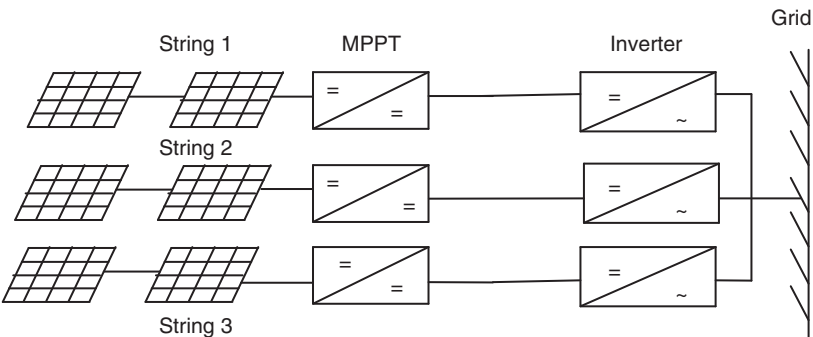 Grid
String 1 MPPT Inverter
= = = ~
String 2
= = = ~
= = = ~
String 3